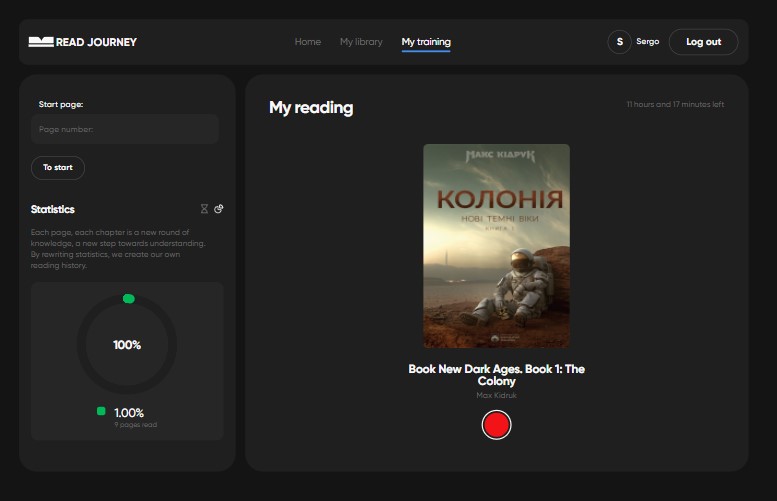 READ JOURNEY
Home
My library
My training
S
Sergo
Log out
Start page:
Page number:
To start
Statistics
Each page, each chapter is a new round of
knowledge, a new step towards understanding.
By rewriting statistics, we create our own
reading history.
100%
1.00%
9 pages read
My reading
11 hours and 17 minutes left
МАКС КІДРУК
КОЛОНІЯ
НОВІ ТЕМНІ ВІКИ
КНИГА 1
Book New Dark Ages. Book 1: The
Colony
Max Kidruk